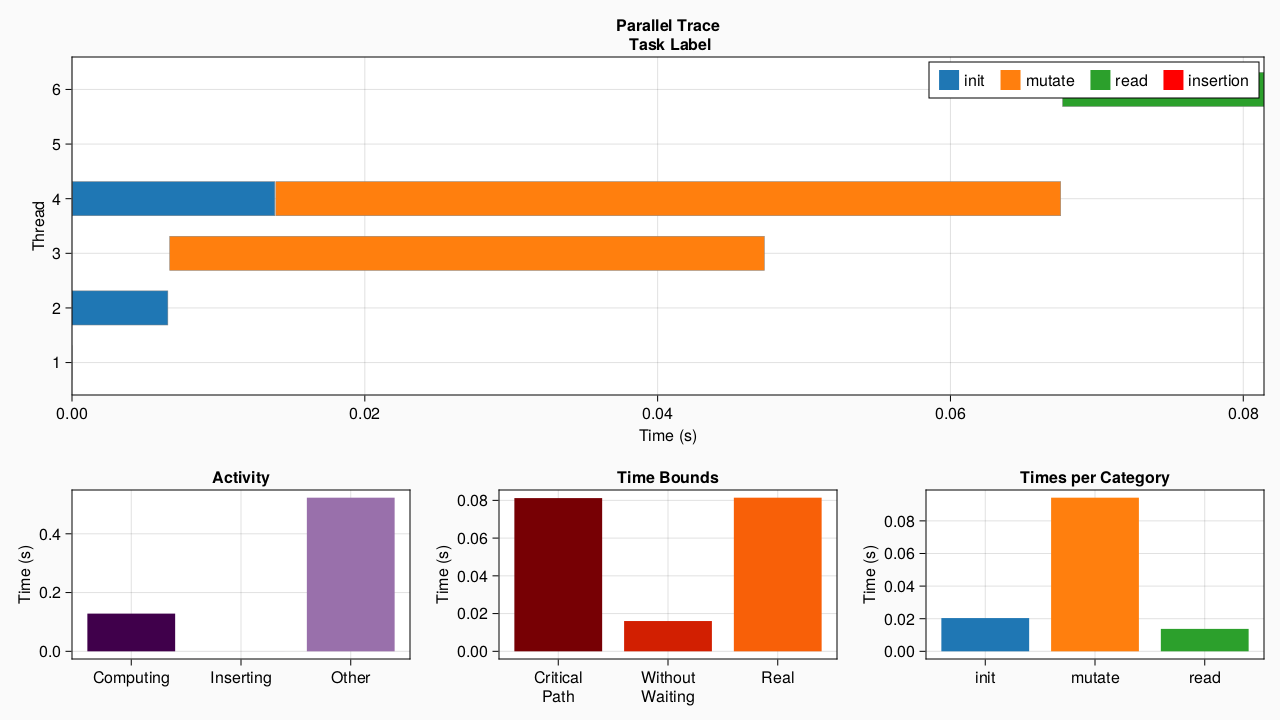 Parallel Trace
Task Label
init mutate read insertion
6
5
4
3
2
1
Thread
0.00 0.02 0.04 0.06 0.08
Time (s)
Activity
0.4
0.2
0.0
Time (s)
Computing Inserting Other
Time Bounds
0.08
0.06
0.04
0.02
0.00
Time (s)
Critical Path
Without Waiting
Real
Times per Category
0.08
0.06
0.04
0.02
0.00
Time (s)
init mutate read